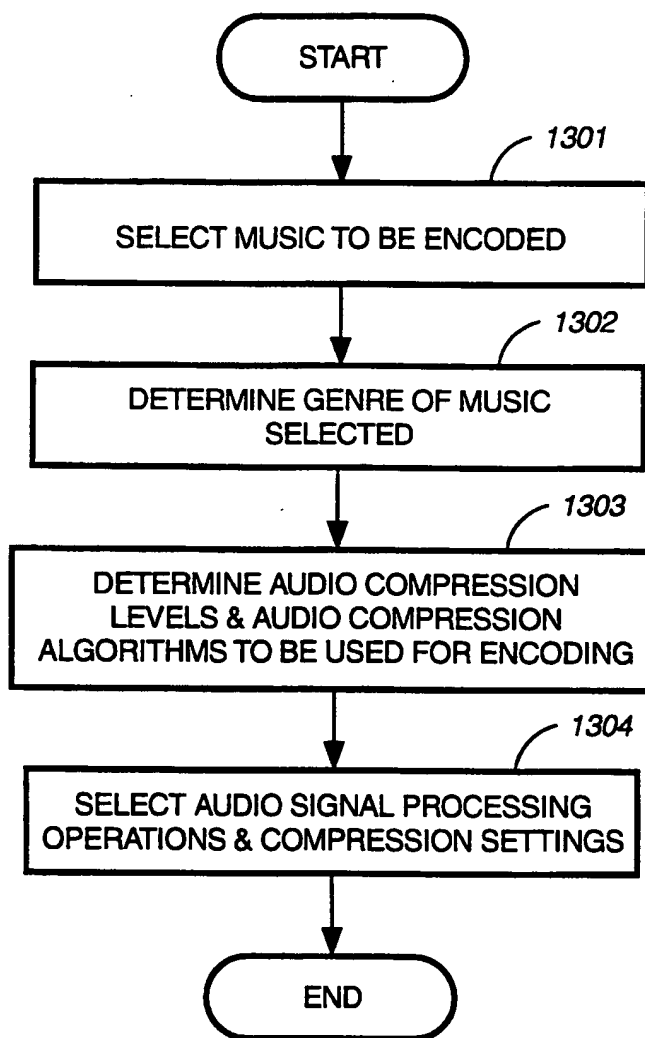 START
1301
SELECT MUSIC TO BE ENCODED
1302
DETERMINE GENRE OF MUSIC
SELECTED
1303
DETERMINE AUDIO COMPRESSION
LEVELS & AUDIO COMPRESSION
ALGORITHMS TO BE USED FOR ENCODING
1304
SELECT AUDIO SIGNAL PROCESSING
OPERATIONS & COMPRESSION SETTINGS
END